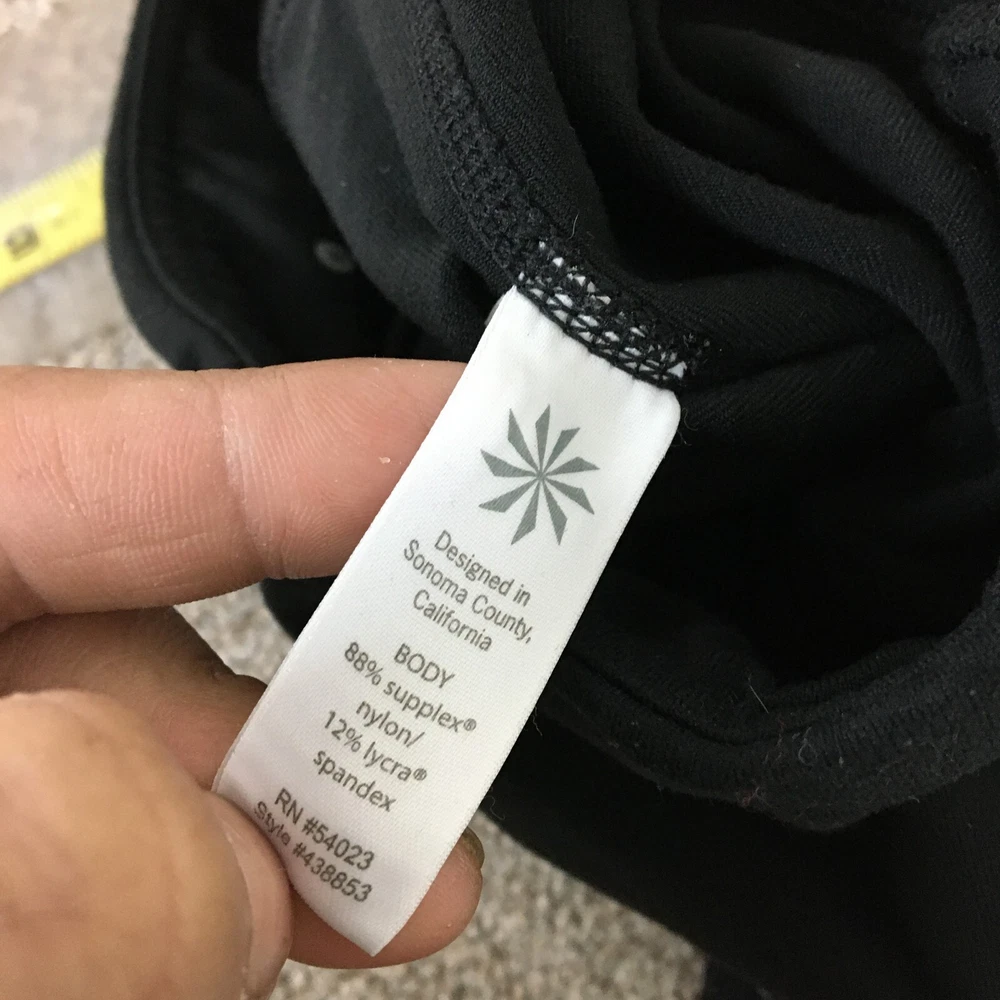 Designed in
Sonoma County,
California
BODY
88% supplex®
nylon/
12% lycra®
spandex
RN #54023
Style #438853